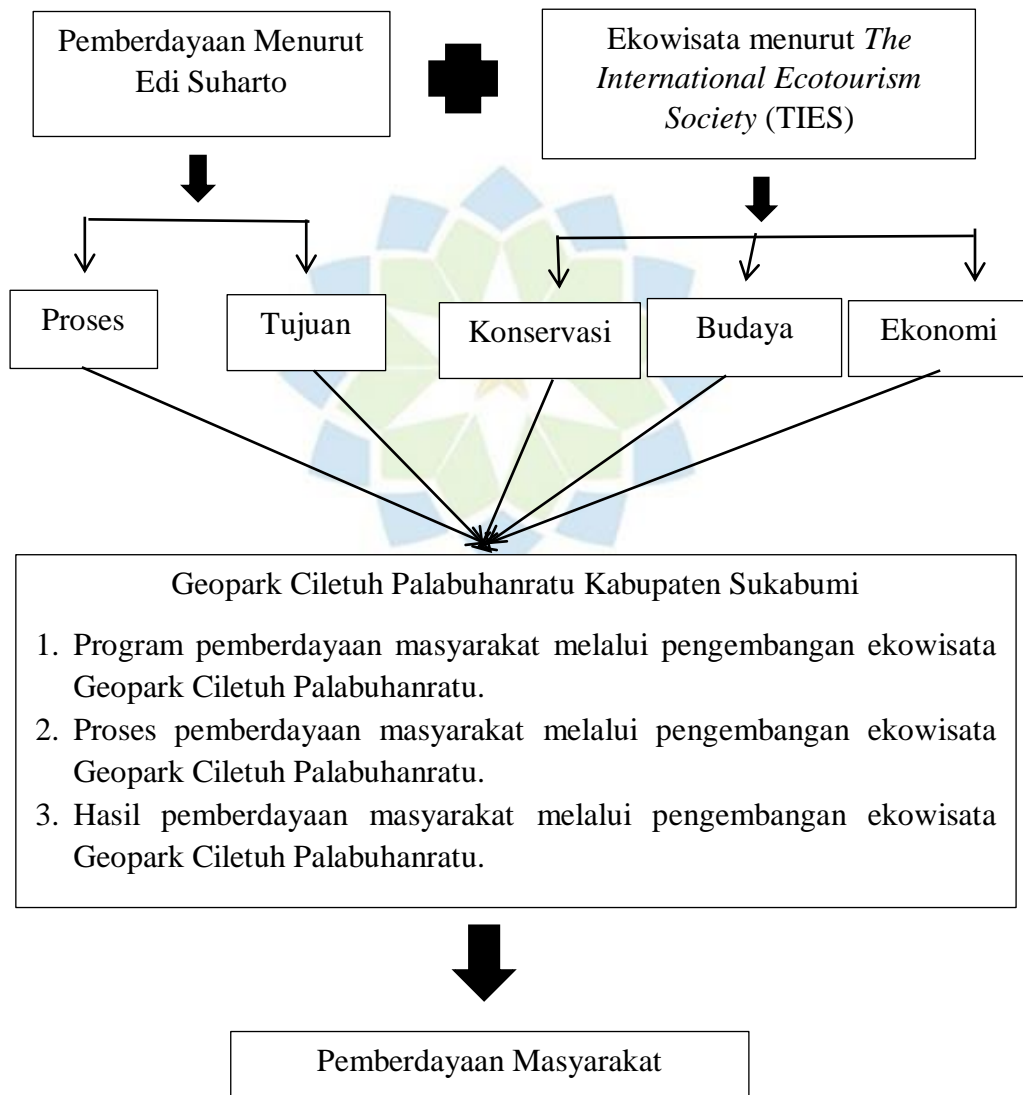 Pemberdayaan Menurut
Edi Suharto
Ekowisata menurut The
International Ecotourism
Society (TIES)
Proses
Tujuan
Konservasi
Budaya
Ekonomi
Geopark Ciletuh Palabuhanratu Kabupaten Sukabumi
1. Program pemberdayaan masyarakat melalui pengembangan ekowisata
Geopark Ciletuh Palabuhanratu.
2. Proses pemberdayaan masyarakat melalui pengembangan ekowisata
Geopark Ciletuh Palabuhanratu.
3. Hasil pemberdayaan masyarakat melalui pengembangan ekowisata
Geopark Ciletuh Palabuhanratu.
Pemberdayaan Masyarakat